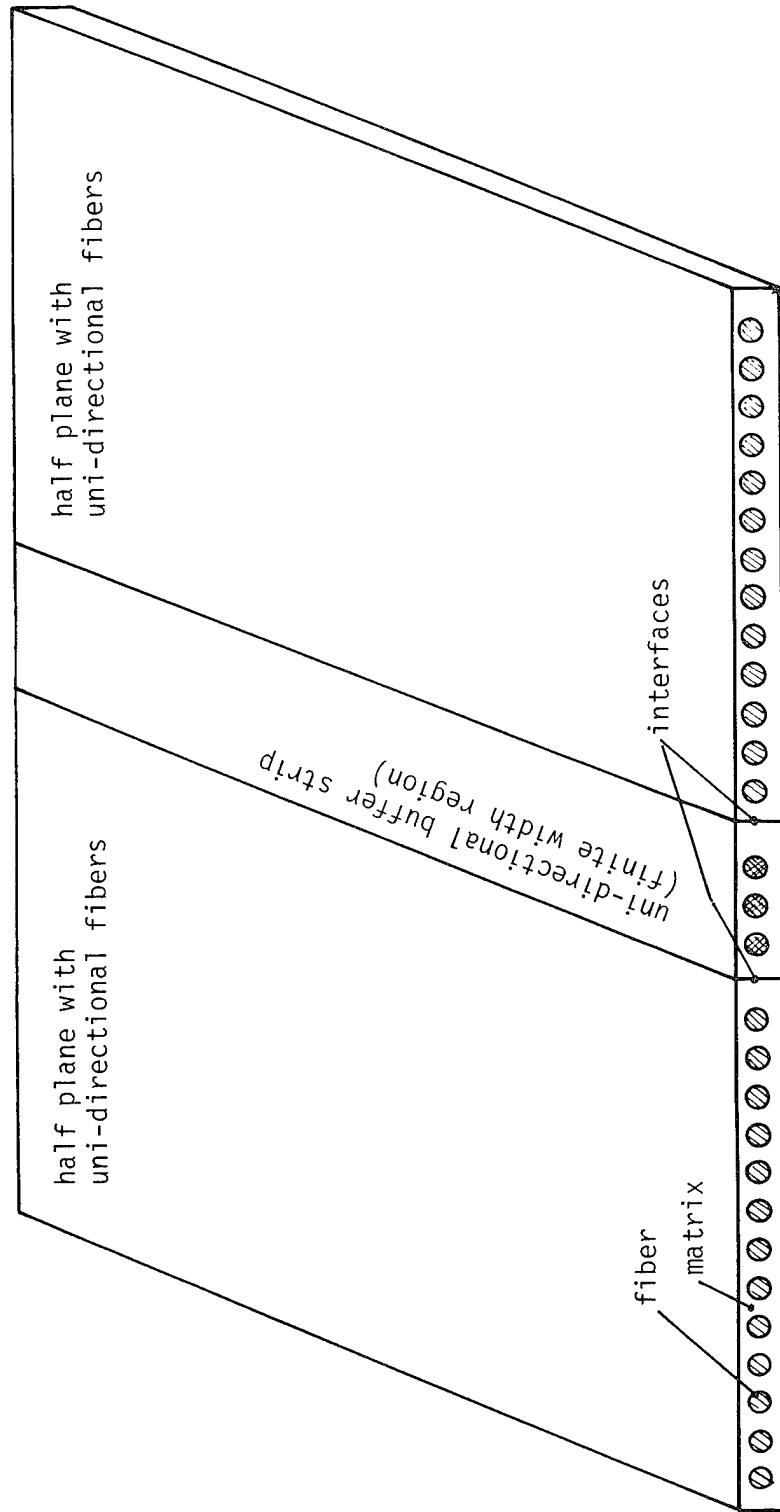 half plane with
uni-directional fibers
half plane with
uni-directional fibers
uni-directional buffer strip
(finite width region)
interfaces
fiber
matrix